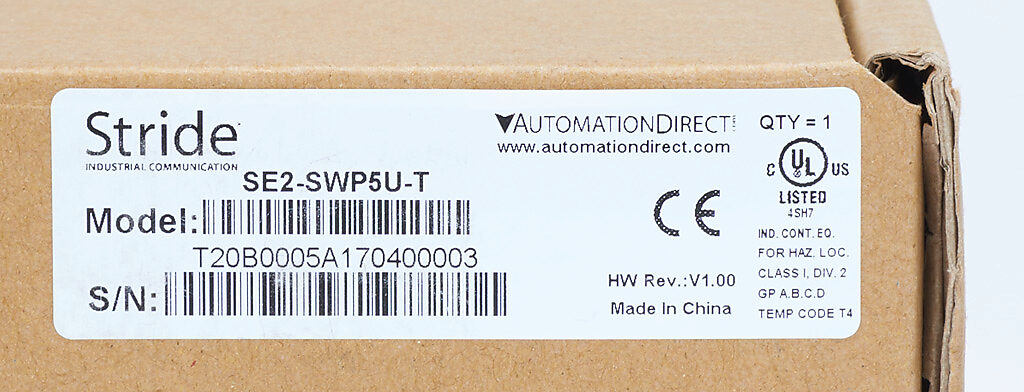 Stride
INDUSTRIAL COMMUNICATION
SE2-SWP5U-T
Model:
T20B0005A170400003
S/N:
AUTOMATIONDIRECT
www.automationdirect.com
CE
HW Rev.:V1.00
Made In China
QTY = 1
C UL US
LISTED
4SH7
IND. CONT. EQ.
FOR HAZ. LOC.
CLASS I, DIV. 2
GP A.B.C.D
TEMP CODE T4